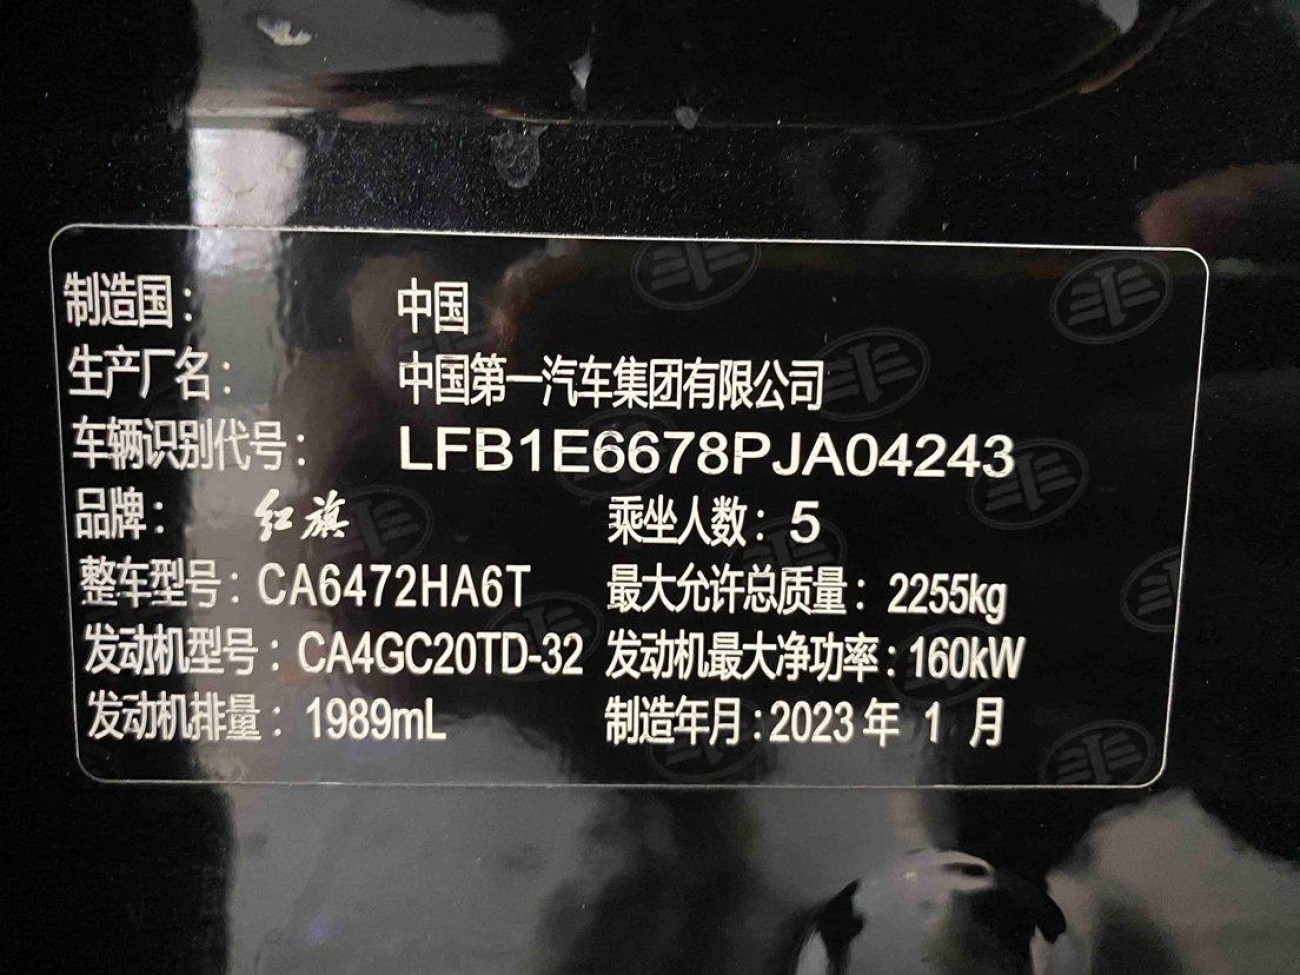 制造国： 中国
生产厂名： 中国第一汽车集团有限公司
车辆识别代号： LFB1E6678PJA04243
品牌： 红旗 乘坐人数：5
整车型号：CA6472HA6T 最大允许总质量：2255kg
发动机型号：CA4GC20TD-32 发动机最大净功率：160kW
发动机排量：1989mL 制造年月：2023年 1 月